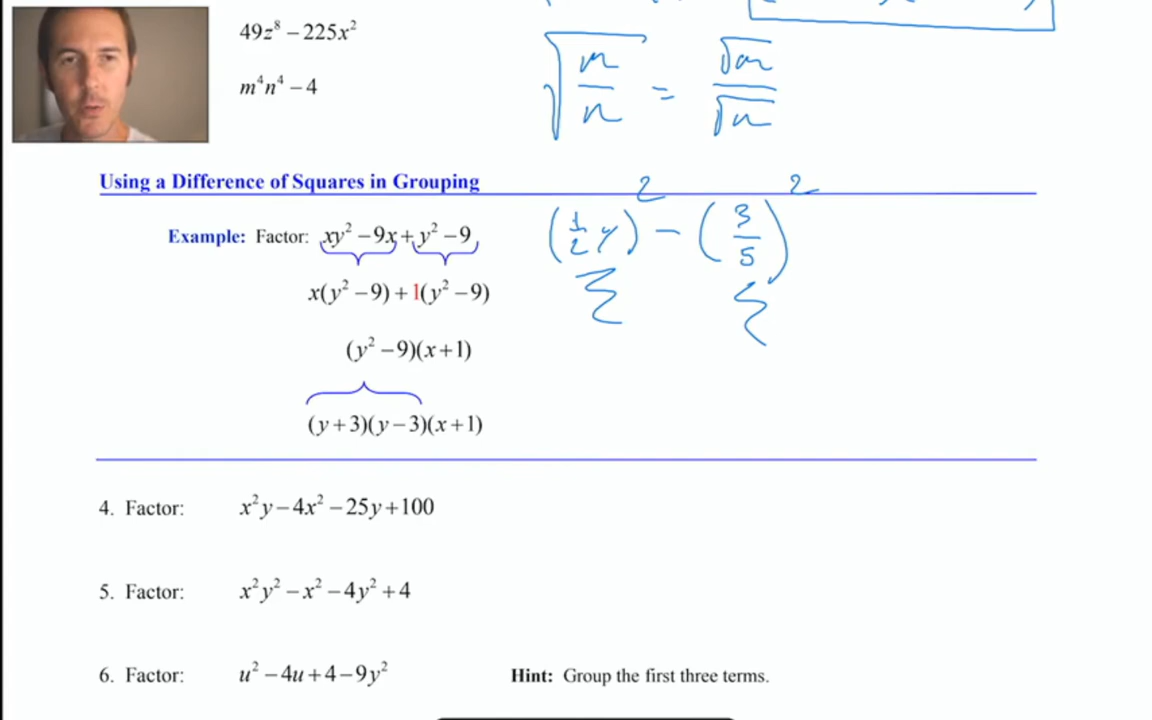 49z⁸ − 225x²
m⁴n⁴ − 4
√(m/n) = √m/√n
Using a Difference of Squares in Grouping
Example: Factor: xy² − 9x + y² − 9
(1/2 y)² − (3/5)²
x(y² − 9) + 1(y² − 9)
(y² − 9)(x + 1)
(y + 3)(y − 3)(x + 1)
4. Factor: x²y − 4x² − 25y + 100
5. Factor: x²y² − x² − 4y² + 4
6. Factor: u² − 4u + 4 − 9y² Hint: Group the first three terms.